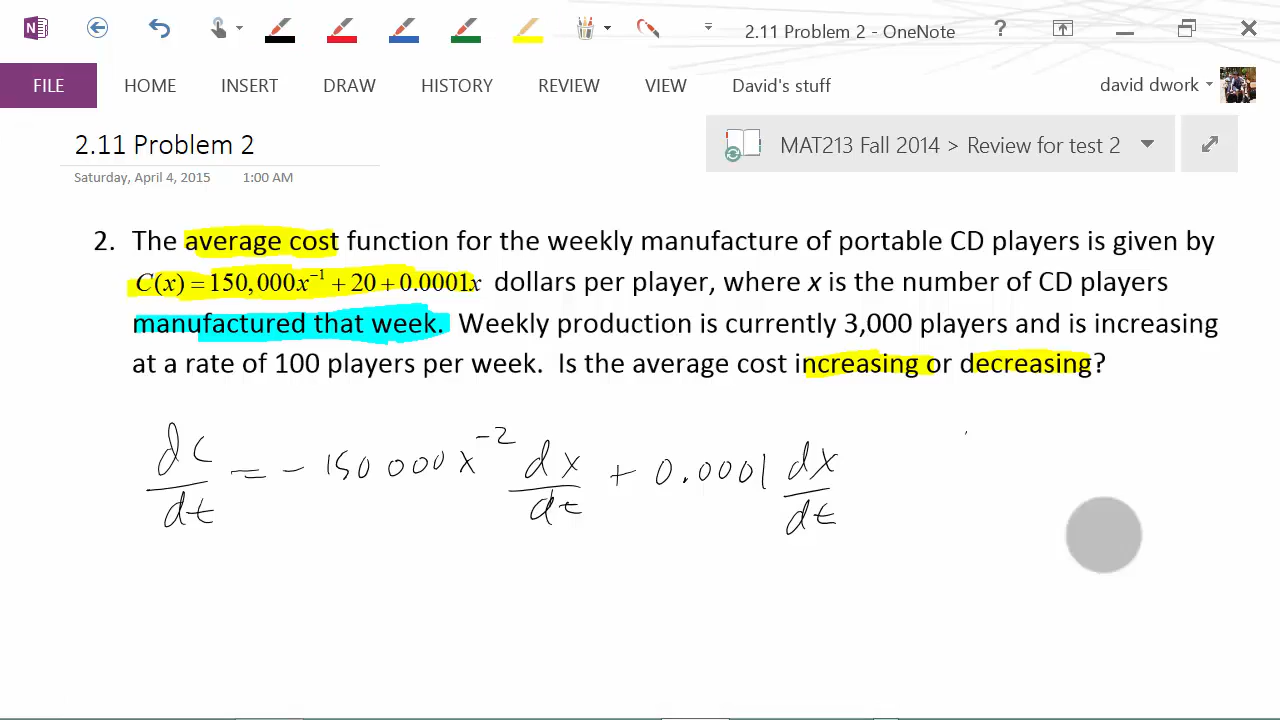 2.11 Problem 2 - OneNote ?
FILE HOME INSERT DRAW HISTORY REVIEW VIEW David's stuff david dwork
2.11 Problem 2
MAT213 Fall 2014 > Review for test 2
Saturday, April 4, 2015 1:00 AM
2. The average cost function for the weekly manufacture of portable CD players is given by
C(x) = 150,000x⁻¹ + 20 + 0.0001x dollars per player, where x is the number of CD players
manufactured that week. Weekly production is currently 3,000 players and is increasing
at a rate of 100 players per week. Is the average cost increasing or decreasing?
dC/dt = - 150 000 x⁻² dx/dt + 0.0001 dx/dt